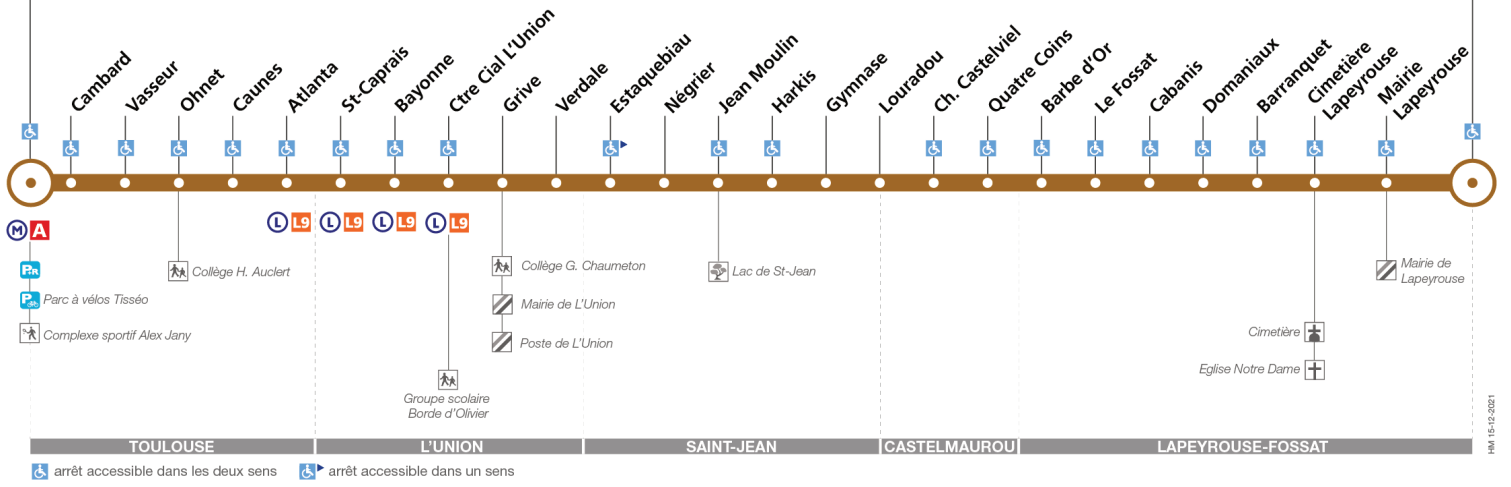 Cambard
Vasseur
Ohnet
Caunes
Atlanta
St-Caprais
Bayonne
Ctre Cial L'Union
Grive
Verdale
Estaquebiau
Négrier
Jean Moulin
Harkis
Gymnase
Louradou
Ch. Castelviel
Quatre Coins
Barbe d'Or
Le Fossat
Cabanis
Domaniaux
Barranquet
Cimetière
Lapeyrouse
Mairie
Lapeyrouse
M A
L L9
L L9
L L9
L L9
P+R
Collège H. Auclert
Collège G. Chaumeton
Lac de St-Jean
Mairie de
Lapeyrouse
P Parc à vélos Tisséo
Mairie de L'Union
Complexe sportif Alex Jany
Poste de L'Union
Cimetière
Eglise Notre Dame
Groupe scolaire
Borde d'Olivier
TOULOUSE
L'UNION
SAINT-JEAN
CASTELMAUROU
LAPEYROUSE-FOSSAT
arrêt accessible dans les deux sens
arrêt accessible dans un sens
HM 15-12-2021